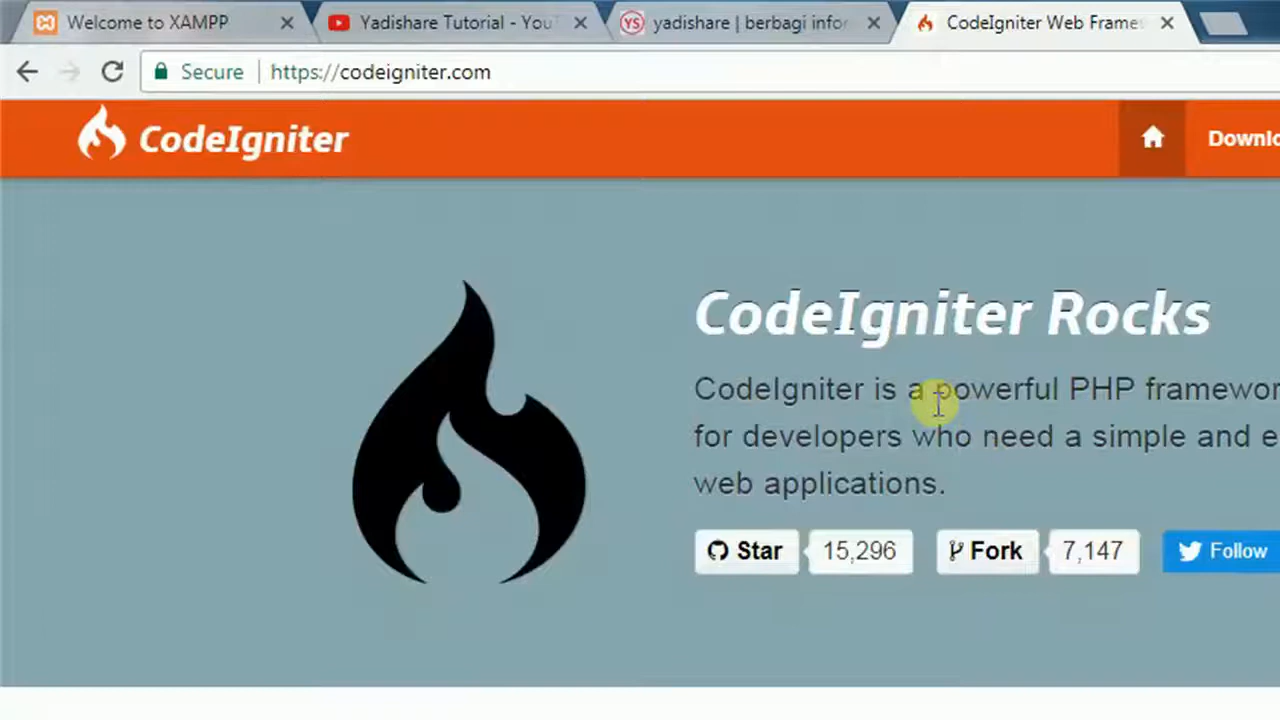 Welcome to XAMPP
Yadishare Tutorial - You
yadishare | berbagi infor
CodeIgniter Web Frame
Secure
https://codeigniter.com
CodeIgniter
Downlo
CodeIgniter Rocks
CodeIgniter is a powerful PHP framewor
for developers who need a simple and e
web applications.
Star 15,296 Fork 7,147 Follow